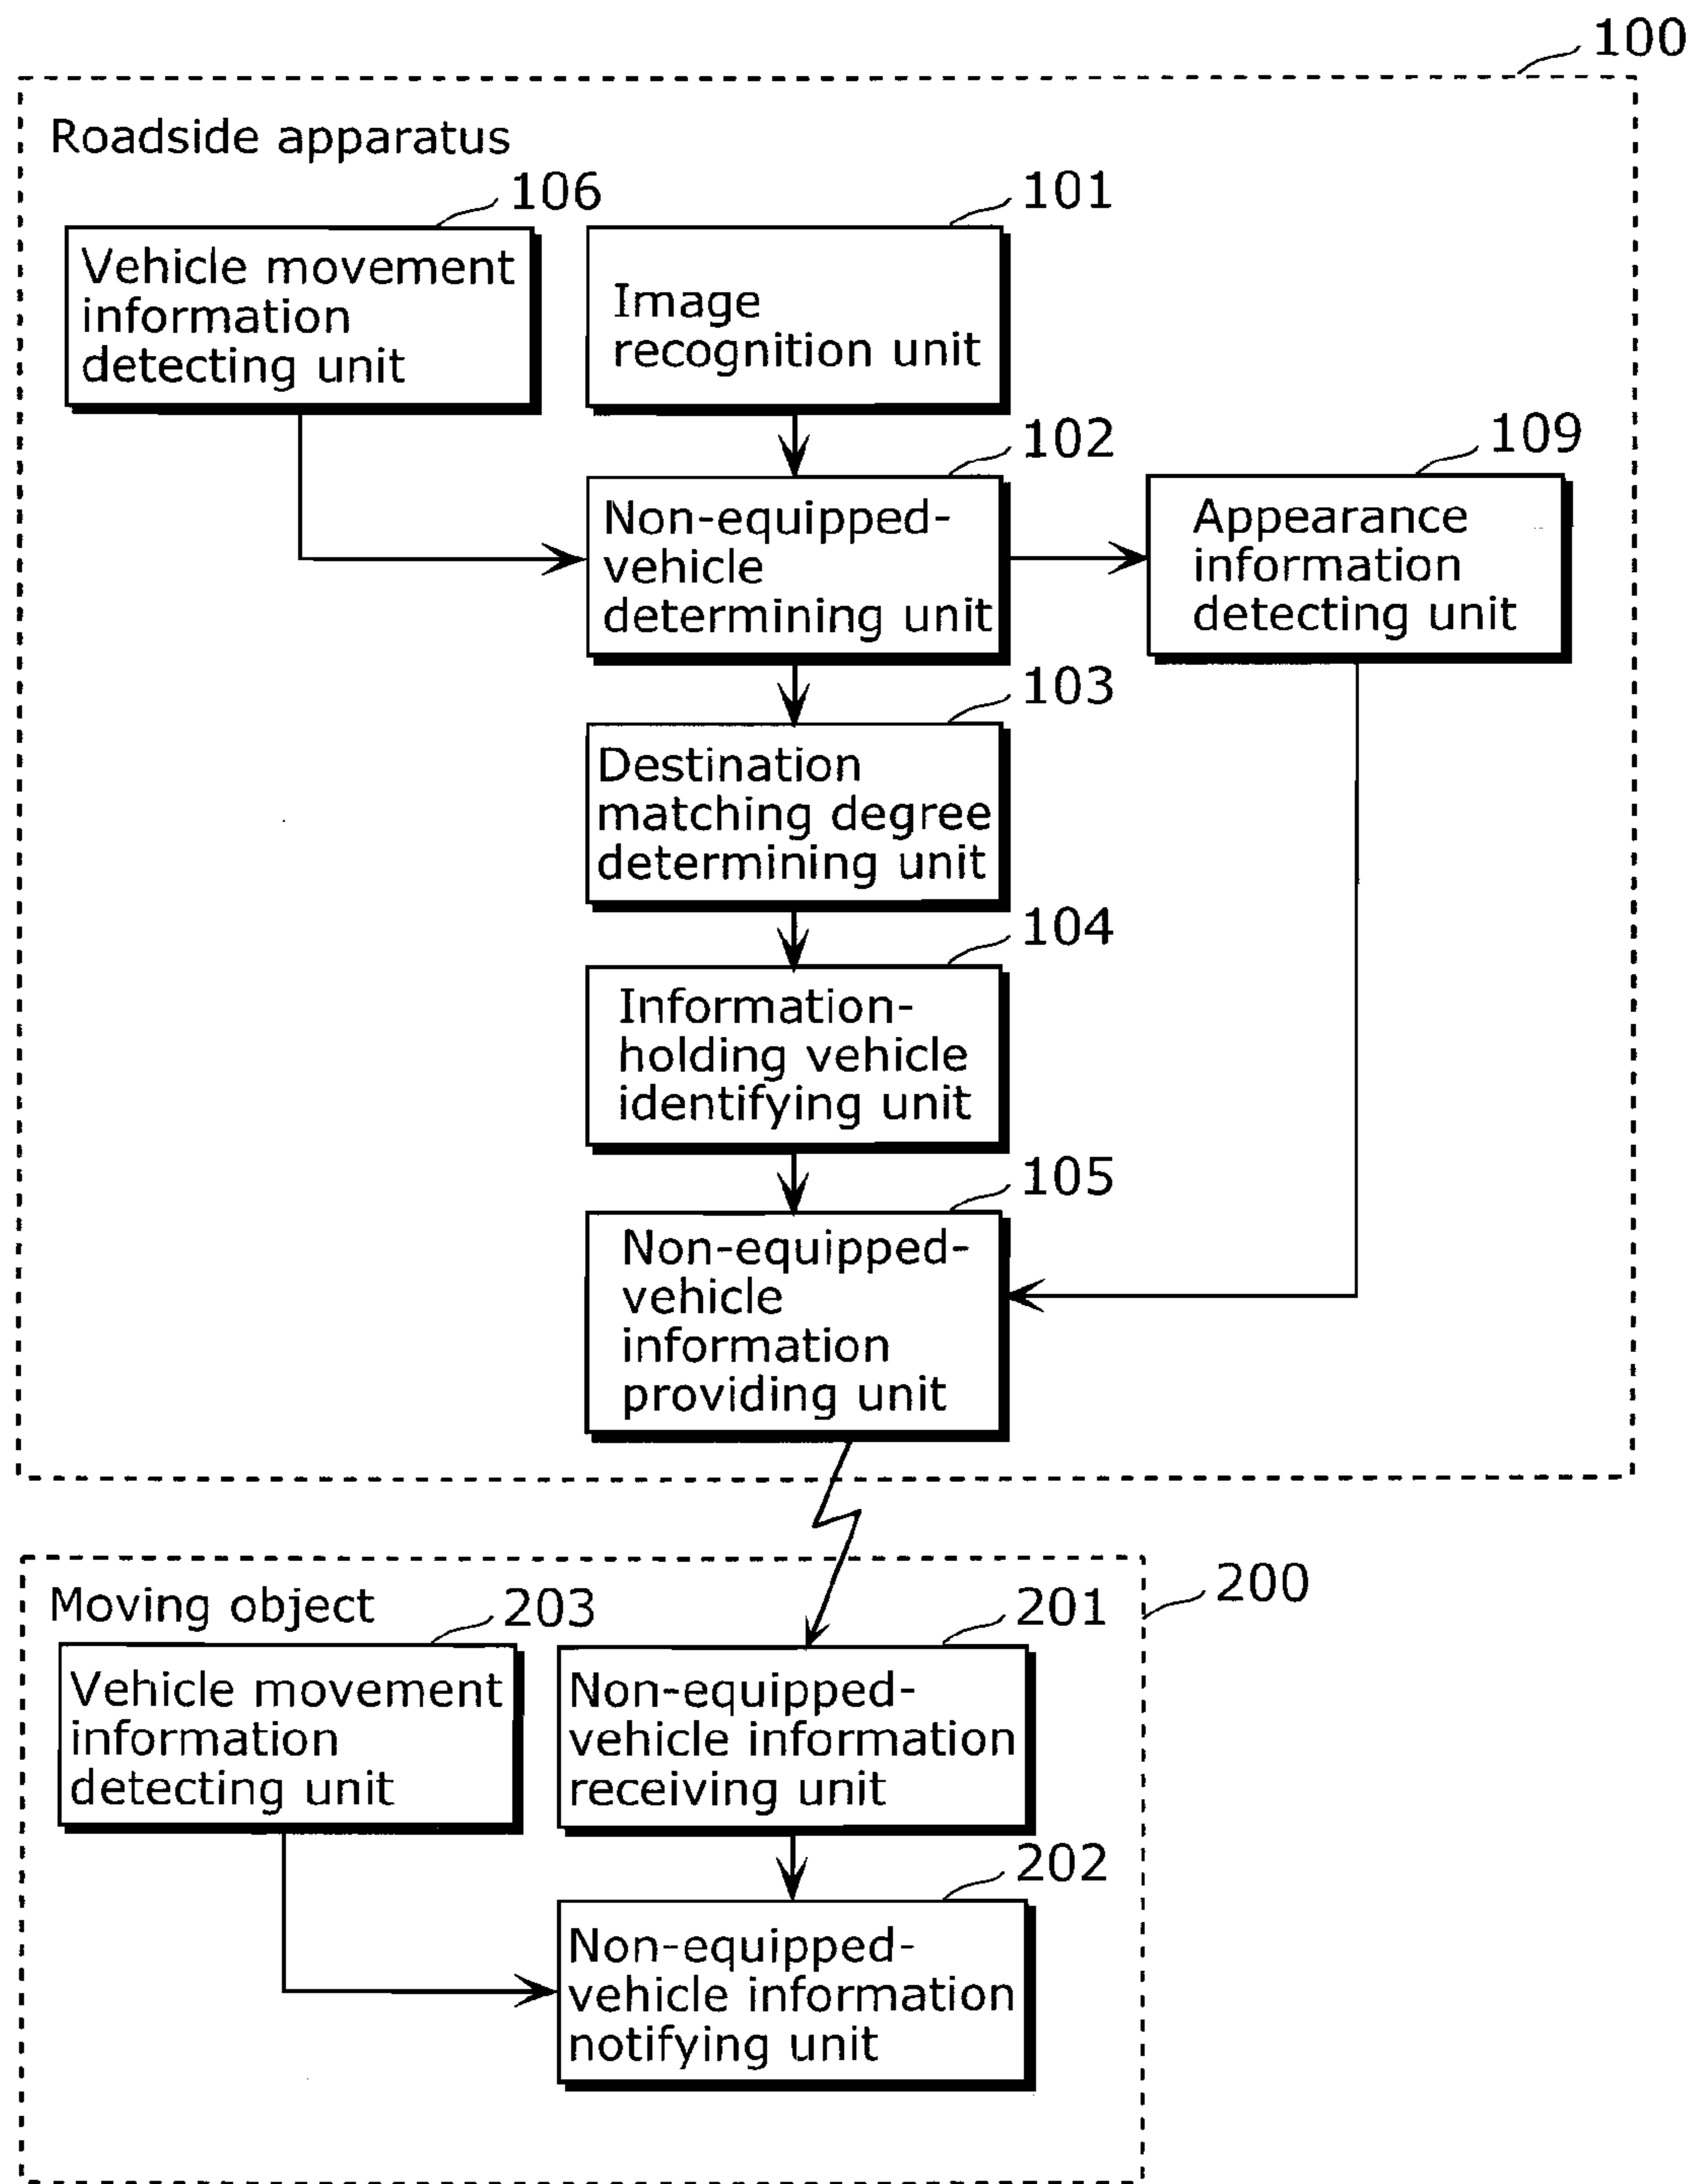 100
Roadside apparatus
106
101
Vehicle movement
information
detecting unit
Image
recognition unit
102
109
Non-equipped-
vehicle
determining unit
Appearance
information
detecting unit
103
Destination
matching degree
determining unit
104
Information-
holding vehicle
identifying unit
105
Non-equipped-
vehicle
information
providing unit
200
Moving object
203
201
Vehicle movement
information
detecting unit
Non-equipped-
vehicle information
receiving unit
202
Non-equipped-
vehicle information
notifying unit